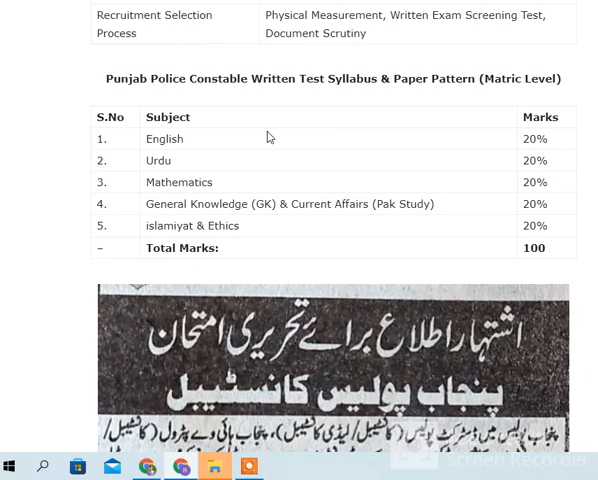 Recruitment Selection Process
Physical Measurement, Written Exam Screening Test, Document Scrutiny
Punjab Police Constable Written Test Syllabus & Paper Pattern (Matric Level)
S.No Subject Marks
1. English 20%
2. Urdu 20%
3. Mathematics 20%
4. General Knowledge (GK) & Current Affairs (Pak Study) 20%
5. islamiyat & Ethics 20%
– Total Marks: 100
اشتہار اطلاع برائے تحریری امتحان
پنجاب پولیس کانسٹیبل
پنجاب پولیس میں ڈسٹرکٹ پولیس (کانسٹیبل/لیڈی کانسٹیبل)، پنجاب ہائی وے پٹرول (کانسٹیبل/
Screen Recorder